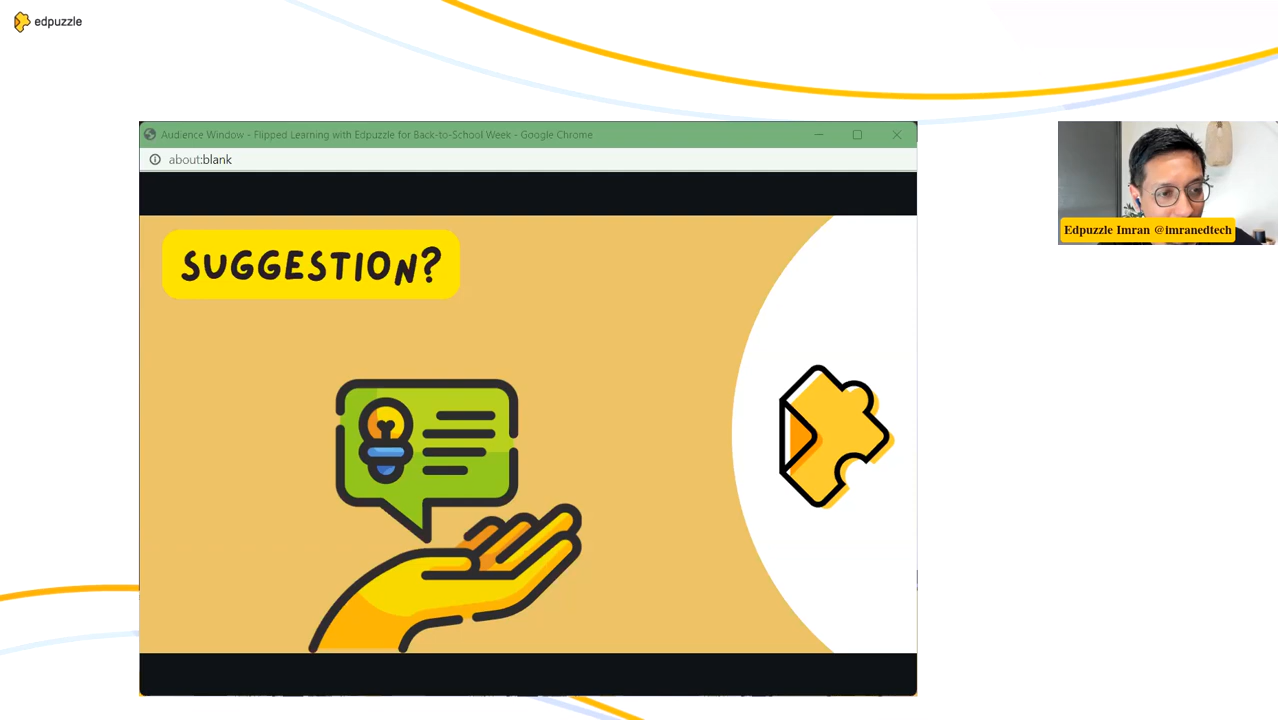 edpuzzle
Audience Window - Flipped Learning with Edpuzzle for Back-to-School Week - Google Chrome
about:blank
SUGGESTION?
Edpuzzle Imran @imranedtech